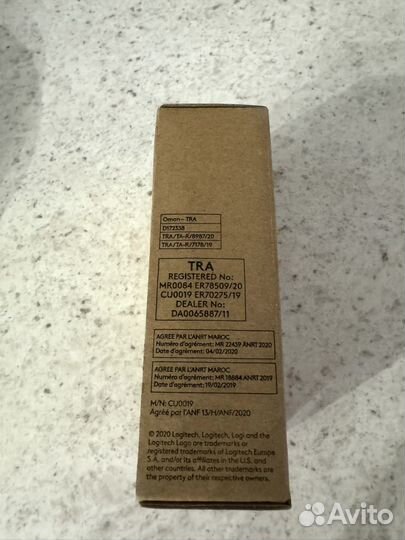 Oman - TRA
D172338
TRA/TA-R/8987/20
TRA/TA-R/7178/19
TRA
REGISTERED No:
MR0084 ER78509/20
CU0019 ER70275/19
DEALER No:
DA0065887/11
AGREE PAR L'ANRT MAROC
Numéro d'agrément: MR 22439 ANRT 2020
Date d'agrément: 04/02/2020
AGREE PAR L'ANRT MAROC
Numéro d'agrément: MR 18884 ANRT 2019
Date d'agrément: 19/02/2019
M/N: CU0019
Agréé par l'ANF 13/H/ANF/2020
© 2020 Logitech, Logitech, Logi and the
Logitech Logo are trademarks or
registered trademarks of Logitech Europe
S.A. and/or its affiliates in the U.S. and
other countries. All other trademarks are
the property of their respective owners.
Avito